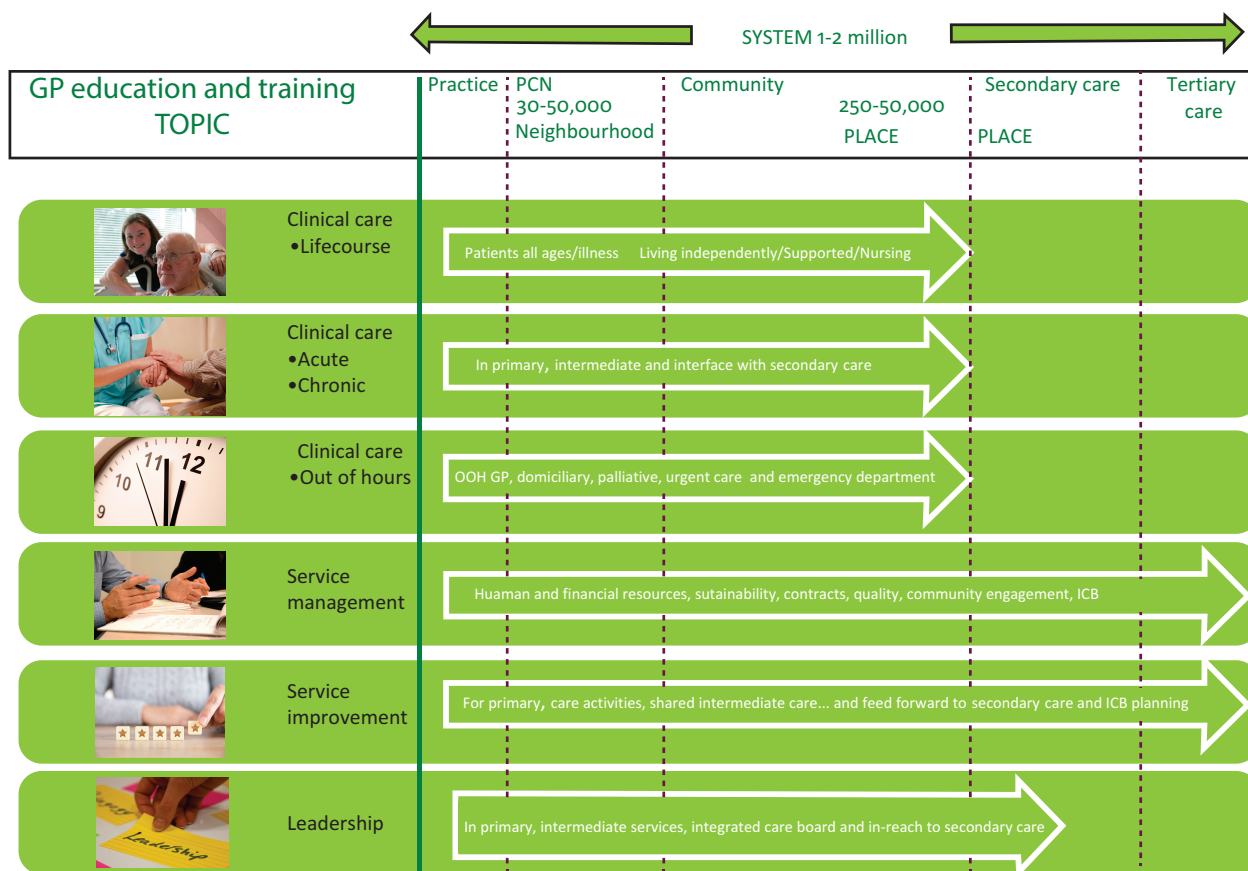 SYSTEM 1-2 million
GP education and training
TOPIC
Practice
PCN
30-50,000
Neighbourhood
Community
250-50,000
PLACE
Secondary care
PLACE
Tertiary
care
Clinical care
•Lifecourse
Patients all ages/illness Living independently/Supported/Nursing
Clinical care
•Acute
•Chronic
In primary, intermediate and interface with secondary care
11 12
10
9
Clinical care
•Out of hours
OOH GP, domiciliary, palliative, urgent care and emergency department
Service
management
Huaman and financial resources, sutainability, contracts, quality, community engagement, ICB
Service
improvement
For primary, care activities, shared intermediate care... and feed forward to secondary care and ICB planning
Leadership
Leadership
In primary, intermediate services, integrated care board and in-reach to secondary care